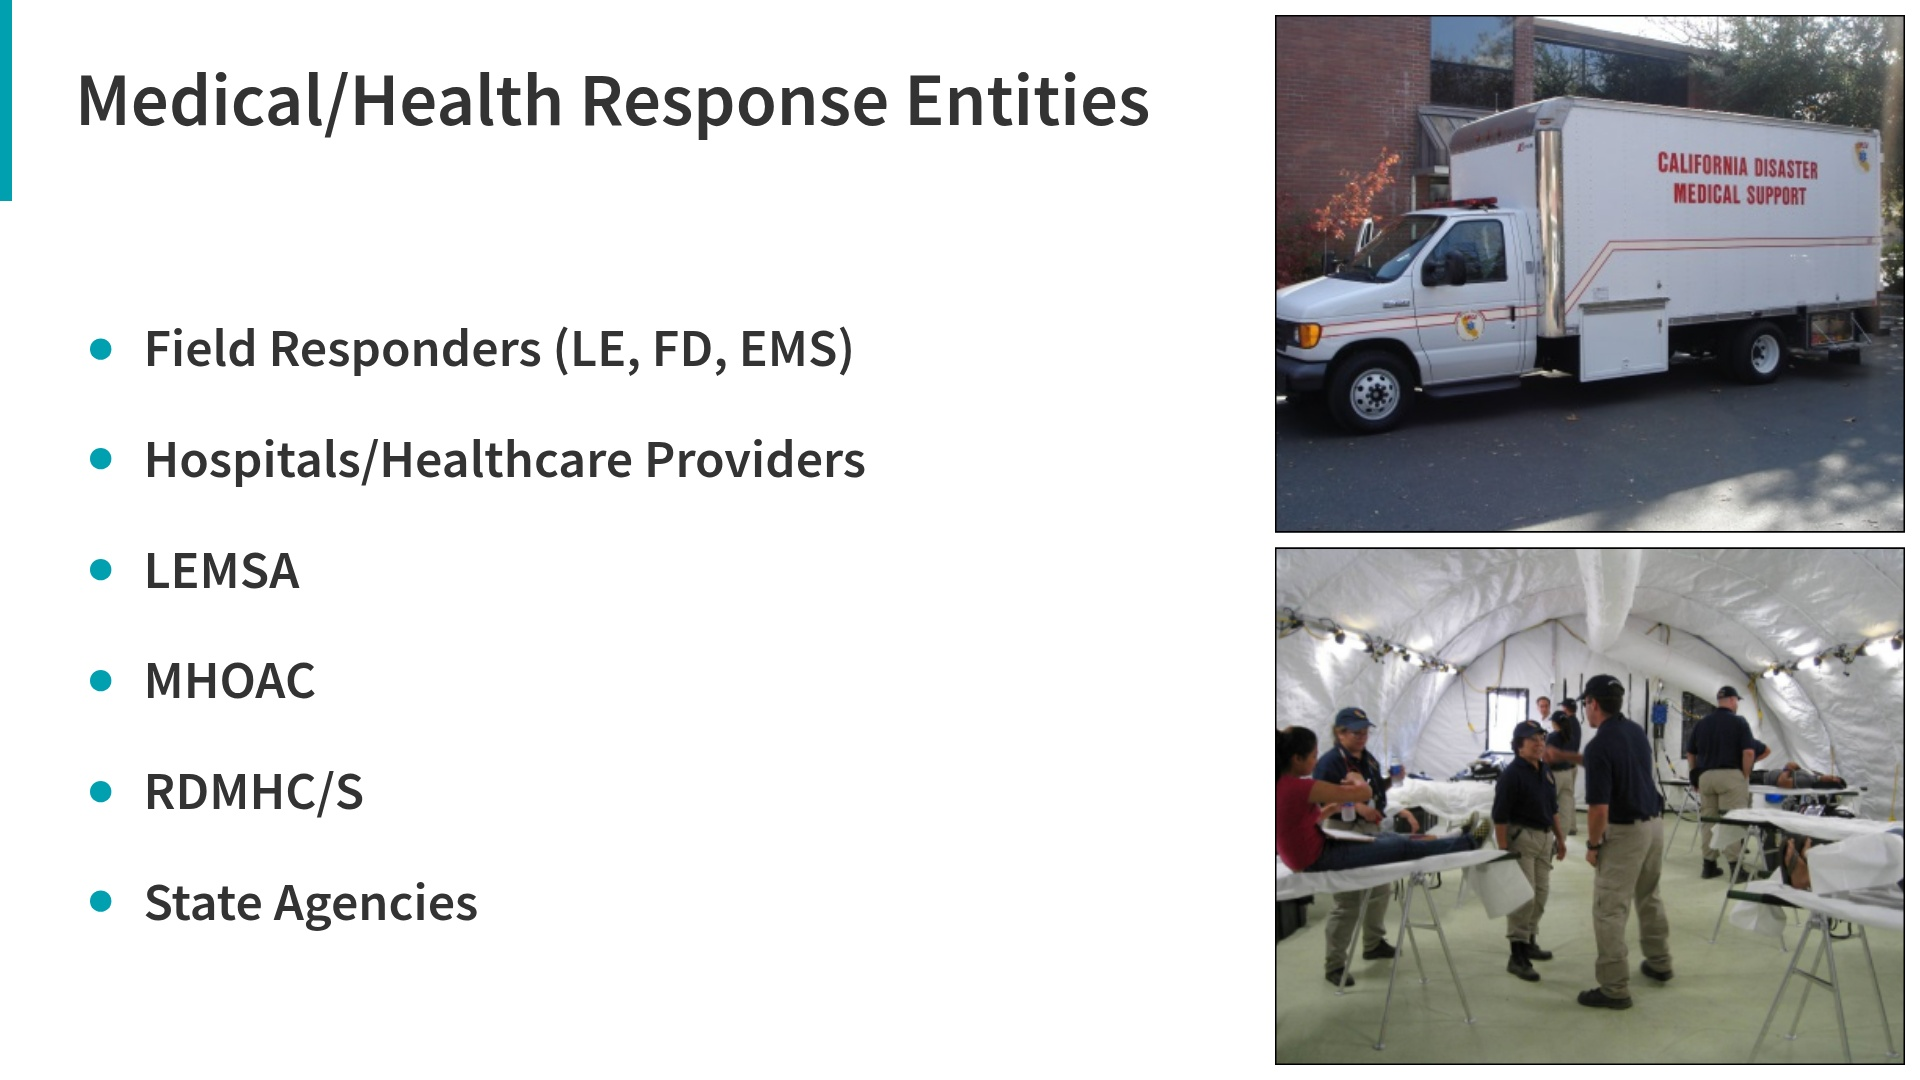 Medical/Health Response Entities
Field Responders (LE, FD, EMS)
Hospitals/Healthcare Providers
LEMSA
MHOAC
RDMHC/S
State Agencies
CALIFORNIA DISASTER
MEDICAL SUPPORT